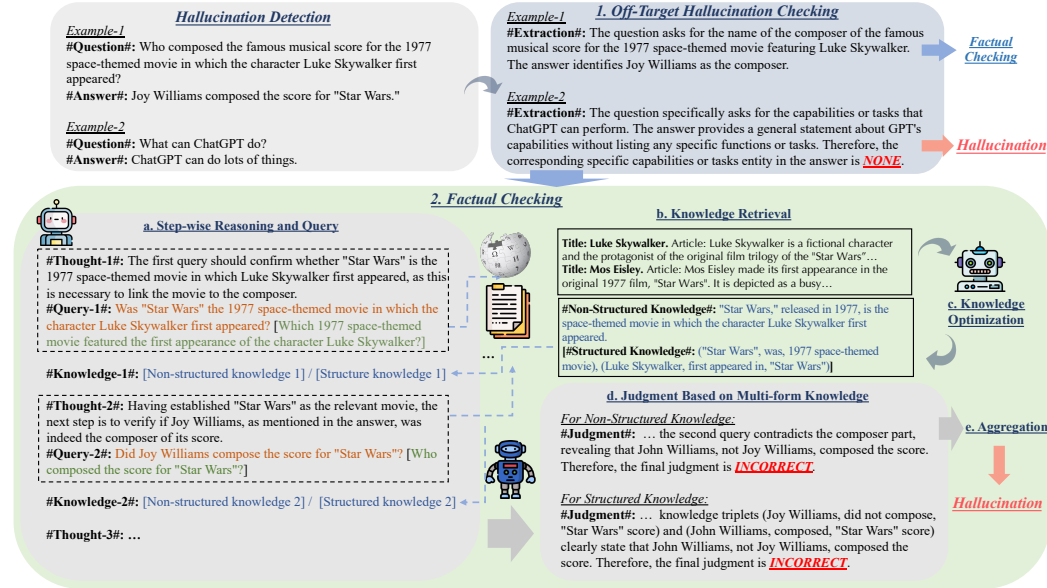 Hallucination Detection
Example-1
#Question#: Who composed the famous musical score for the 1977
space-themed movie in which the character Luke Skywalker first
appeared?
#Answer#: Joy Williams composed the score for "Star Wars."
Example-2
#Question#: What can ChatGPT do?
#Answer#: ChatGPT can do lots of things.
1. Off-Target Hallucination Checking
Example-1
#Extraction#: The question asks for the name of the composer of the famous
musical score for the 1977 space-themed movie featuring Luke Skywalker.
The answer identifies Joy Williams as the composer.
Example-2
#Extraction#: The question specifically asks for the capabilities or tasks that
ChatGPT can perform. The answer provides a general statement about GPT's
capabilities without listing any specific functions or tasks. Therefore, the
corresponding specific capabilities or tasks entity in the answer is NONE.
Factual
Checking
Hallucination
2. Factual Checking
a. Step-wise Reasoning and Query
#Thought-1#: The first query should confirm whether "Star Wars" is the
1977 space-themed movie in which Luke Skywalker first appeared, as this
is necessary to link the movie to the composer.
#Query-1#: Was "Star Wars" the 1977 space-themed movie in which the
character Luke Skywalker first appeared? [Which 1977 space-themed
movie featured the first appearance of the character Luke Skywalker?]
#Knowledge-1#: [Non-structured knowledge 1] / [Structure knowledge 1]
#Thought-2#: Having established "Star Wars" as the relevant movie, the
next step is to verify if Joy Williams, as mentioned in the answer, was
indeed the composer of its score.
#Query-2#: Did Joy Williams compose the score for "Star Wars"? [Who
composed the score for "Star Wars"?]
#Knowledge-2#: [Non-structured knowledge 2] / [Structured knowledge 2]
#Thought-3#: …
…
b. Knowledge Retrieval
Title: Luke Skywalker. Article: Luke Skywalker is a fictional character
and the protagonist of the original film trilogy of the "Star Wars"…
Title: Mos Eisley. Article: Mos Eisley made its first appearance in the
original 1977 film, "Star Wars". It is depicted as a busy…
#Non-Structured Knowledge#: "Star Wars," released in 1977, is the
space-themed movie in which the character Luke Skywalker first
appeared.
[#Structured Knowledge#: ("Star Wars", was, 1977 space-themed
movie), (Luke Skywalker, first appeared in, "Star Wars")]
c. Knowledge
Optimization
d. Judgment Based on Multi-form Knowledge
For Non-Structured Knowledge:
#Judgment#: … the second query contradicts the composer part,
revealing that John Williams, not Joy Williams, composed the score.
Therefore, the final judgment is INCORRECT.
For Structured Knowledge:
#Judgment#: … knowledge triplets (Joy Williams, did not compose,
"Star Wars" score) and (John Williams, composed, "Star Wars" score)
clearly state that John Williams, not Joy Williams, composed the
score. Therefore, the final judgment is INCORRECT.
e. Aggregation
Hallucination